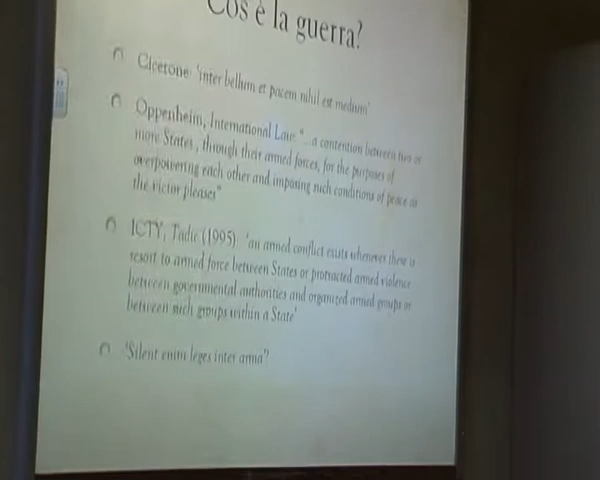 Cos'è la guerra?
Cicerone: 'inter bellum et pacem nihil est medium'
Oppenheim, International Law: "...a contention between two or
more States, through their armed forces, for the purposes of
overpowering each other and imposing such conditions of peace as
the victor pleases"
ICTY, Tadic (1995): 'an armed conflict exists whenever there is
resort to armed force between States or protracted armed violence
between governmental authorities and organized armed groups or
between such groups within a State'
'Silent enim leges inter arma'?